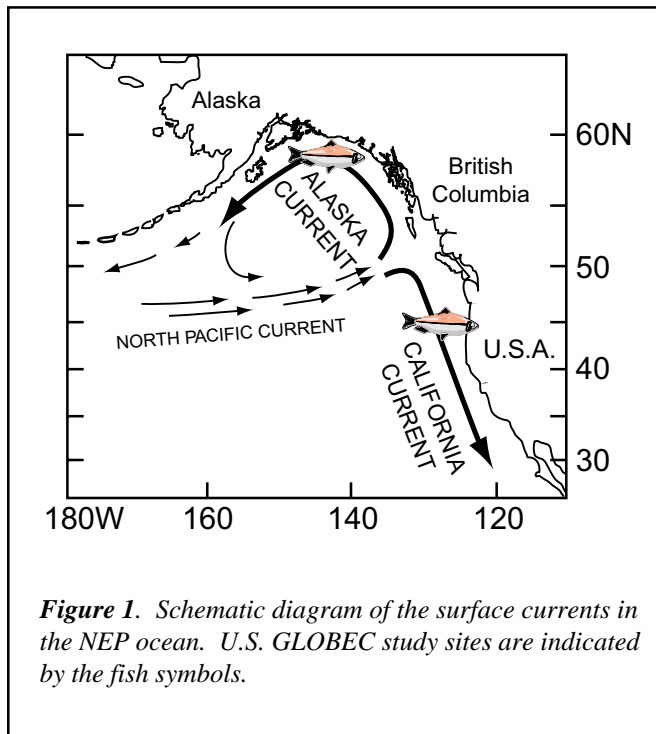 Alaska
60N
British
Columbia
ALASKA
CURRENT
50
NORTH PACIFIC CURRENT
U.S.A.
CALIFORNIA
CURRENT
40
30
180W 160 140 120
Figure 1. Schematic diagram of the surface currents in
the NEP ocean. U.S. GLOBEC study sites are indicated
by the fish symbols.